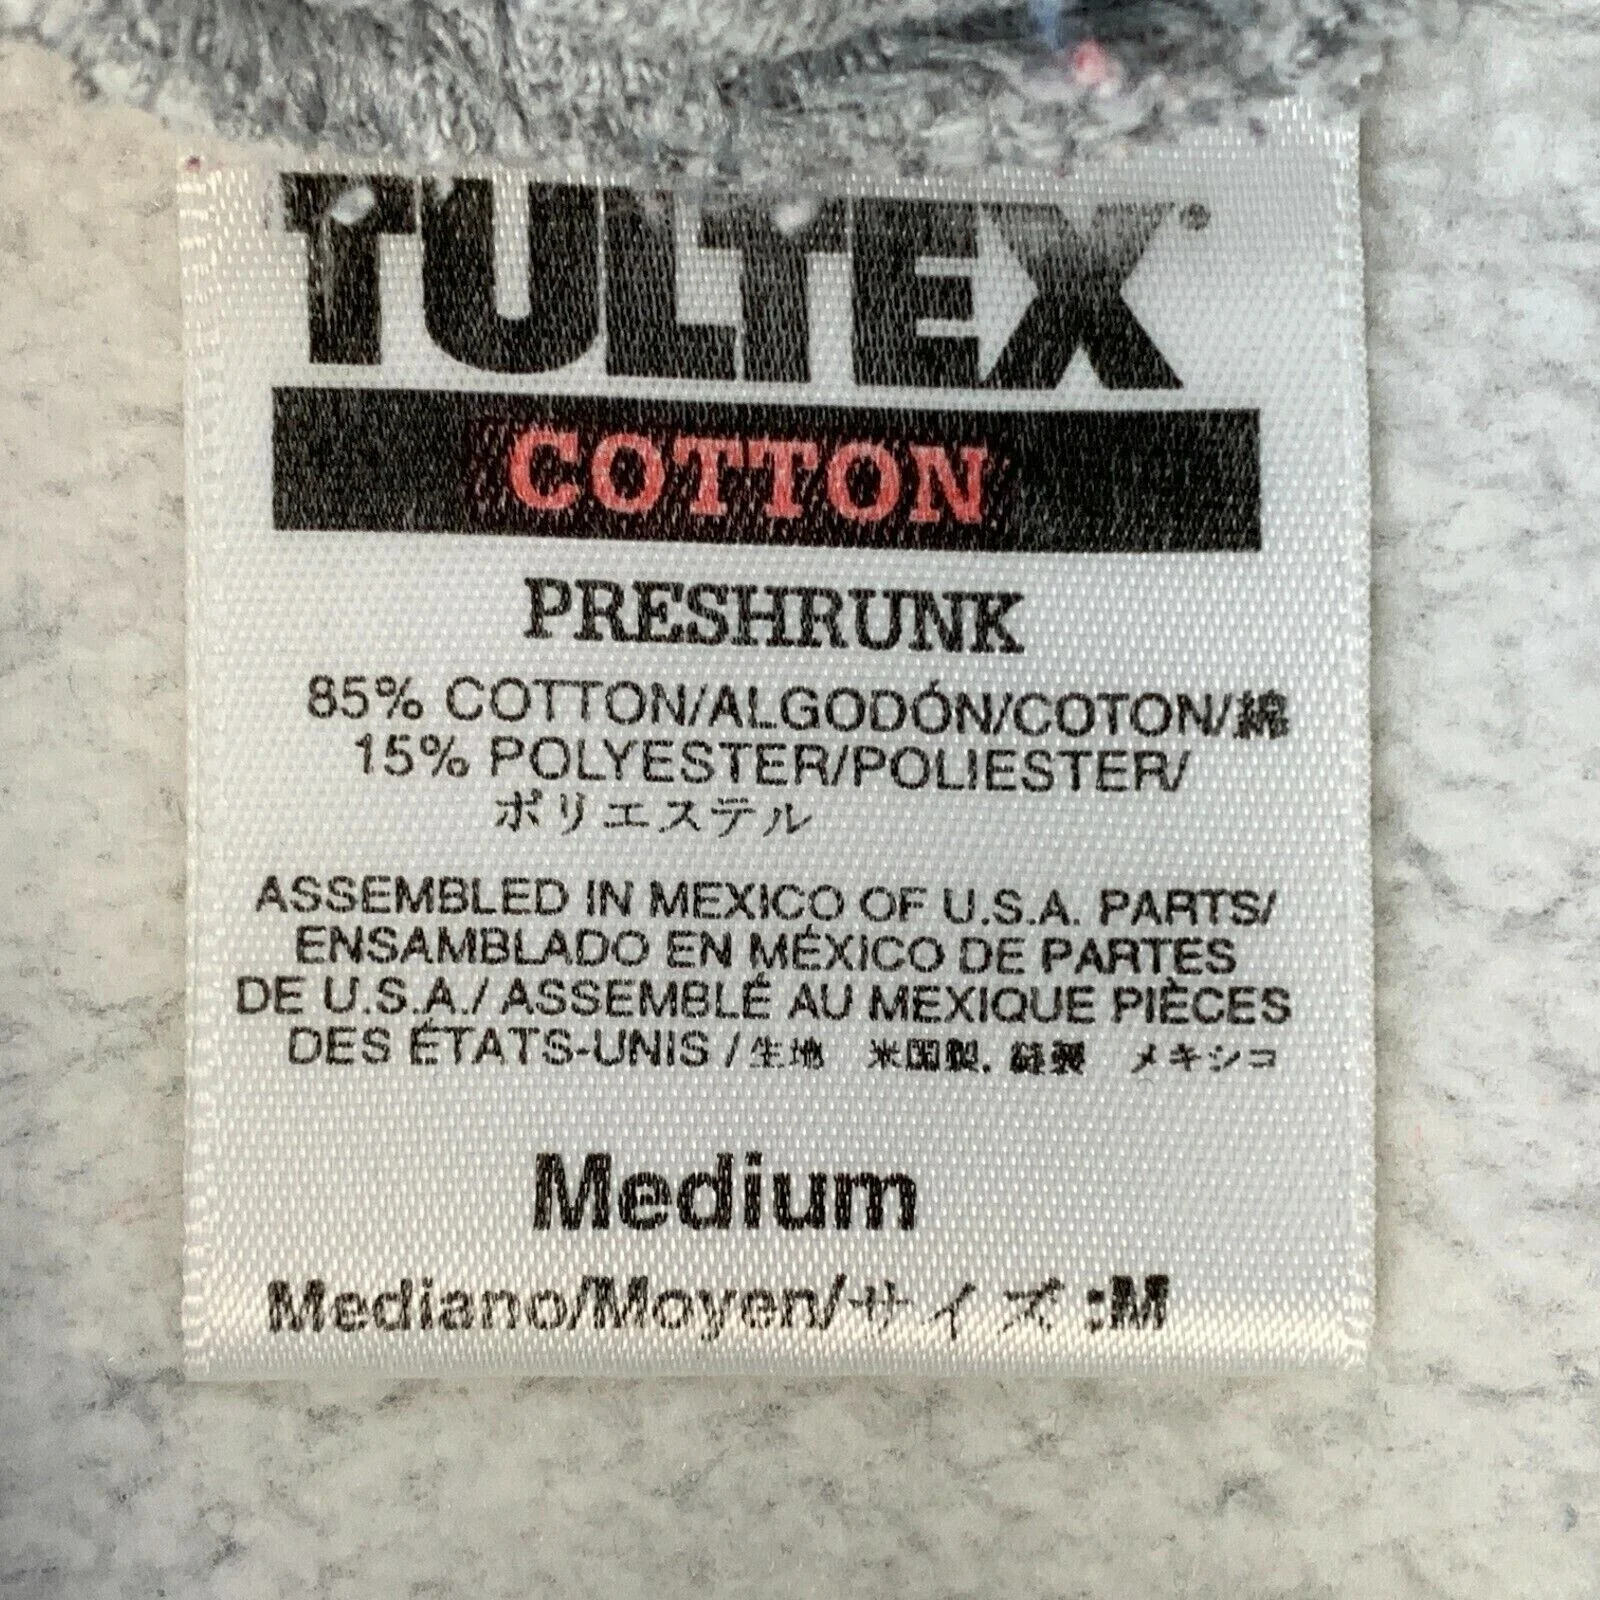 TULTEX®
COTTON
PRESHRUNK
85% COTTON/ALGODÓN/COTON/綿
15% POLYESTER/POLIESTER/
ポリエステル
ASSEMBLED IN MEXICO OF U.S.A. PARTS/
ENSAMBLADO EN MÉXICO DE PARTES
DE U.S.A./ ASSEMBLÉ AU MEXIQUE PIÈCES
DES ÉTATS-UNIS / 生地 米国製. 縫製 メキシコ
Medium
Mediano/Moyen/サイズ :M